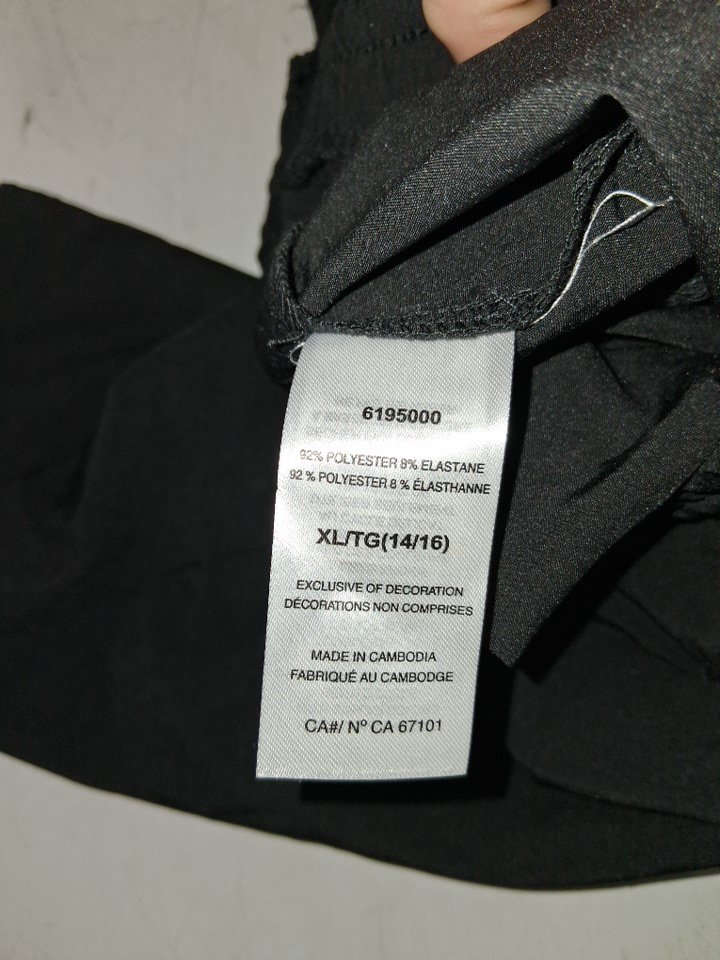 6195000
92% POLYESTER 8% ELASTANE
92 % POLYESTER 8 % ÉLASTHANNE
XL/TG(14/16)
EXCLUSIVE OF DECORATION
DÉCORATIONS NON COMPRISES
MADE IN CAMBODIA
FABRIQUÉ AU CAMBODGE
CA#/ Nº CA 67101